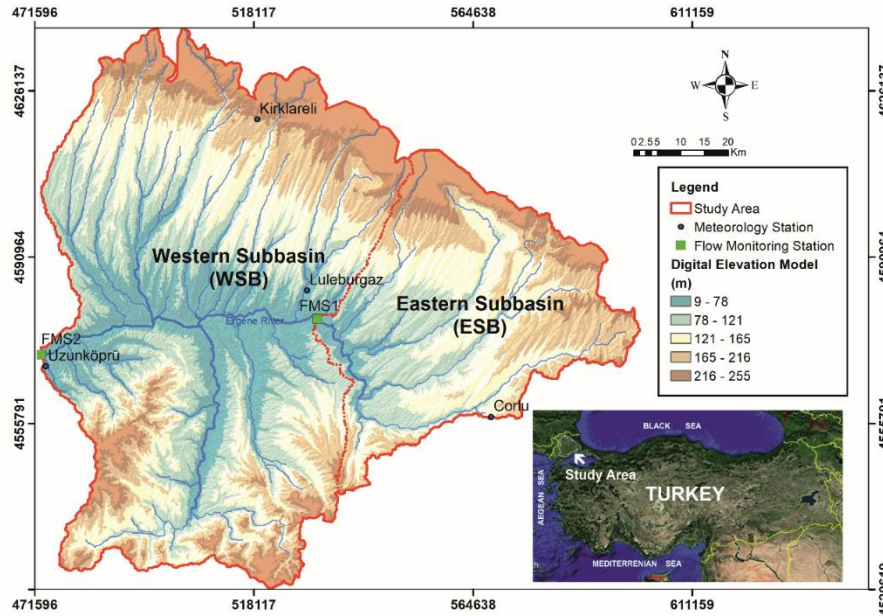 471596 518117 564638 611159
4626137 4626137
N
W E
S
0 2.5 5 10 15 20
Km
Kirklareli
Legend
Study Area
Meteorology Station
Flow Monitoring Station
Digital Elevation Model
(m)
9 - 78
78 - 121
121 - 165
165 - 216
216 - 255
4590964
Western Subbasin
(WSB)
Luleburgaz
FMS1
Ergene River
Eastern Subbasin
(ESB)
FMS2
Uzunköprü
Corlu
4555791
BLACK SEA
Study Area
TURKEY
AEGEAN SEA
MEDITERRENIAN SEA
471596 518117 564638 611159